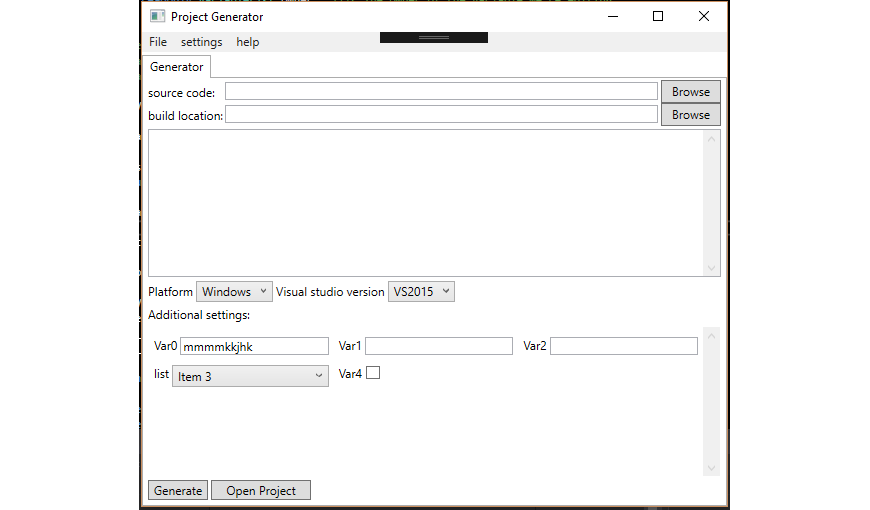 Project Generator
File settings help
Generator
source code: Browse
build location: Browse
Platform Windows Visual studio version VS2015
Additional settings:
Var0 mmmmkkjhk Var1 Var2
list Item 3 Var4
Generate Open Project